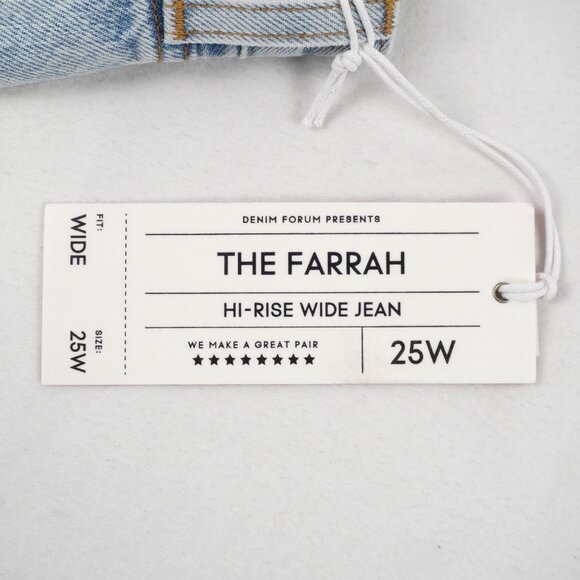 FIT:
WIDE
SIZE:
25W
DENIM FORUM PRESENTS
THE FARRAH
HI-RISE WIDE JEAN
WE MAKE A GREAT PAIR
★★★★★★★★
25W